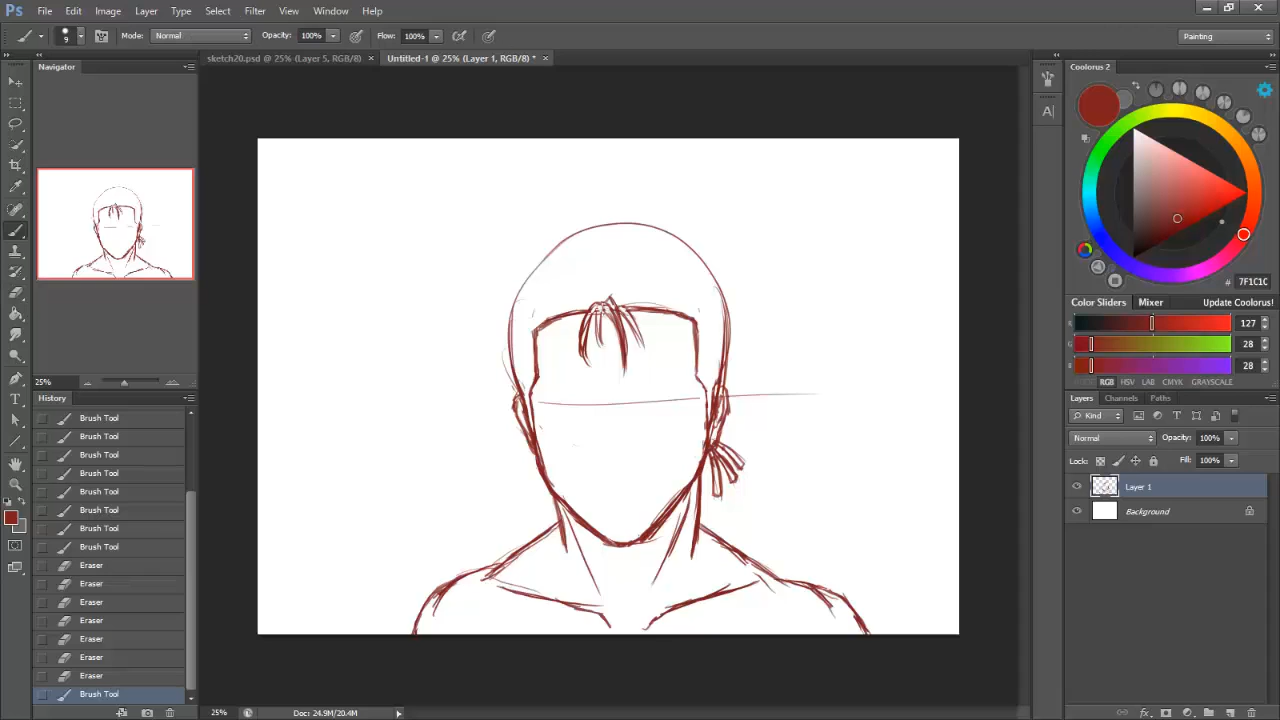 Ps File Edit Image Layer Type Select Filter View Window Help
9 Mode: Normal Opacity: 100% Flow: 100% Painting
sketch20.psd @ 25% (Layer 5, RGB/8) × Untitled-1 @ 25% (Layer 1, RGB/8) * ×
Navigator
25%
History
Brush Tool
Brush Tool
Brush Tool
Brush Tool
Brush Tool
Brush Tool
Brush Tool
Brush Tool
Eraser
Eraser
Eraser
Eraser
Eraser
Eraser
Eraser
Brush Tool
25% Doc: 24.9M/20.4M
A
Coolorus 2
# 7F1C1C
Color Sliders Mixer Update Coolorus!
R 127
G 28
B 28
RGB HSV LAB CMYK GRAYSCALE
Layers Channels Paths
Kind
Normal Opacity: 100%
Lock: Fill: 100%
Layer 1
Background
fx